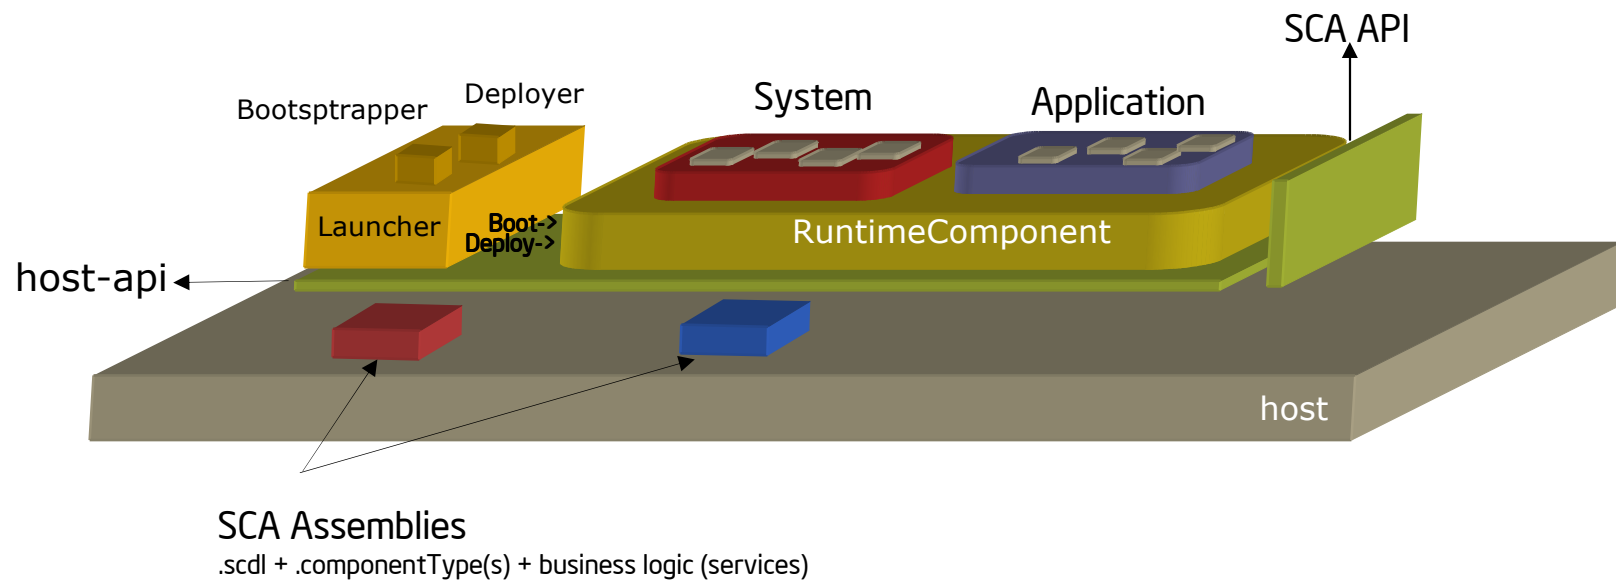 SCA API
Deployer
Bootsptrapper
System
Application
Launcher
Boot->
Deploy->
RuntimeComponent
host-api
host
SCA Assemblies
.scdl + .componentType(s) + business logic (services)